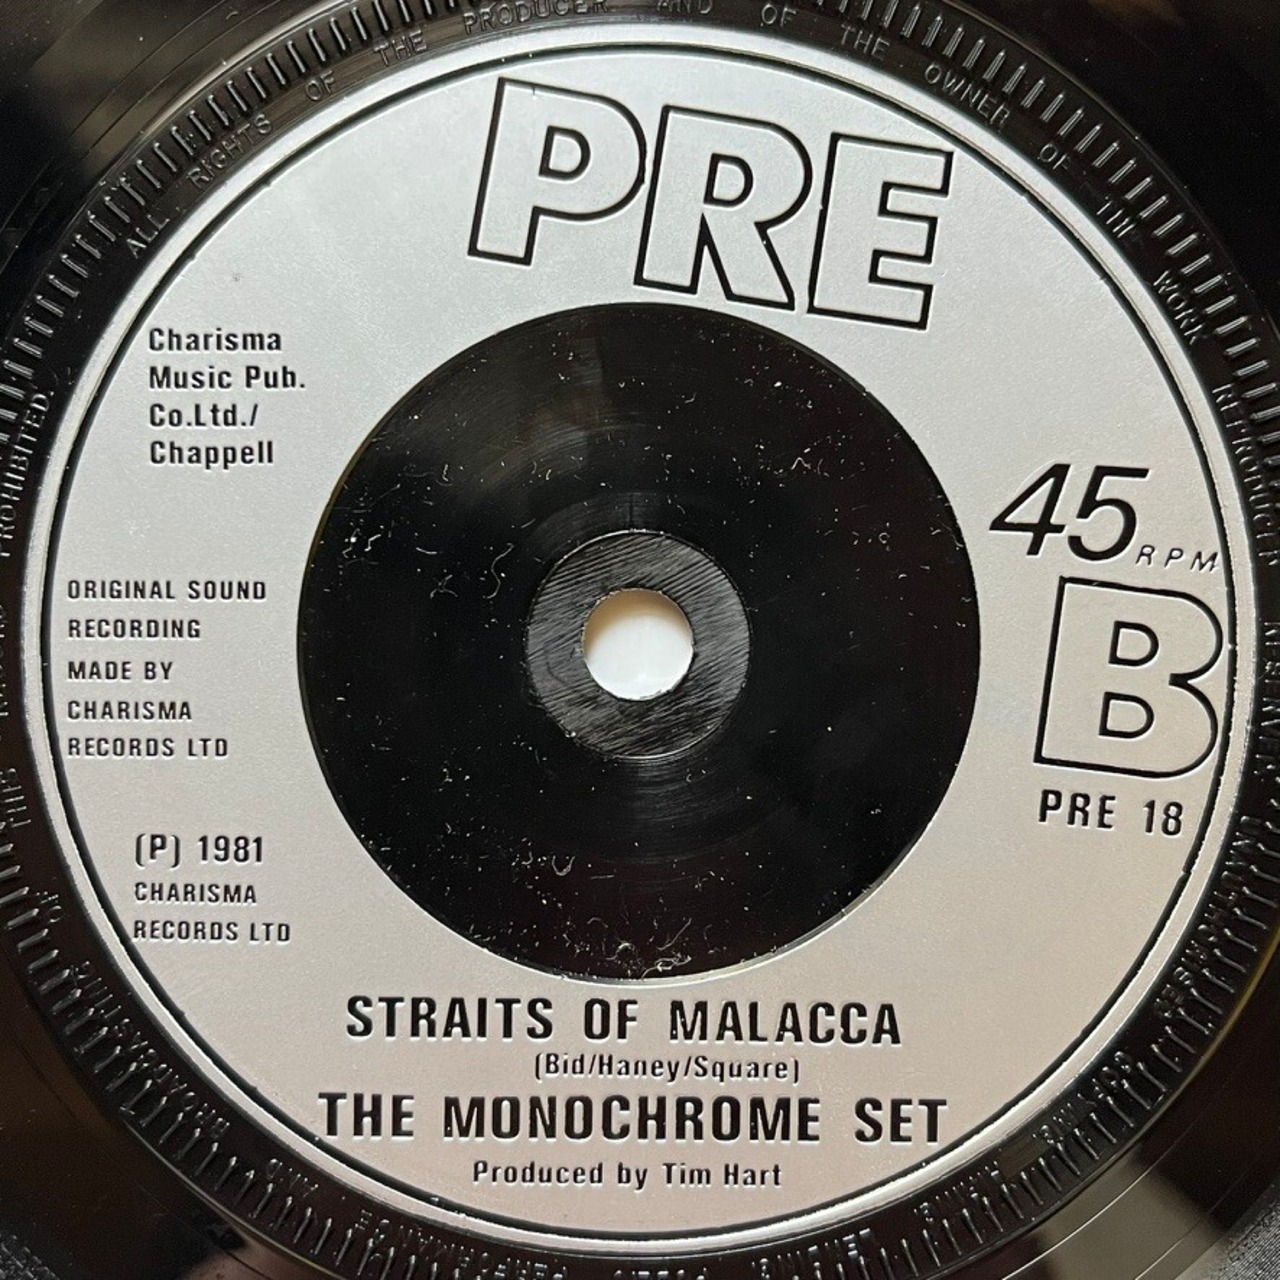 ALL RIGHTS OF THE PRODUCER AND OF THE OWNER OF THE WORK REPRODUCED
PRE
Charisma
Music Pub.
Co.Ltd./
Chappell
45 RPM
B
PRE 18
ORIGINAL SOUND
RECORDING
MADE BY
CHARISMA
RECORDS LTD
(P) 1981
CHARISMA
RECORDS LTD
STRAITS OF MALACCA
(Bid/Haney/Square)
THE MONOCHROME SET
Produced by Tim Hart
PROHIBITED.